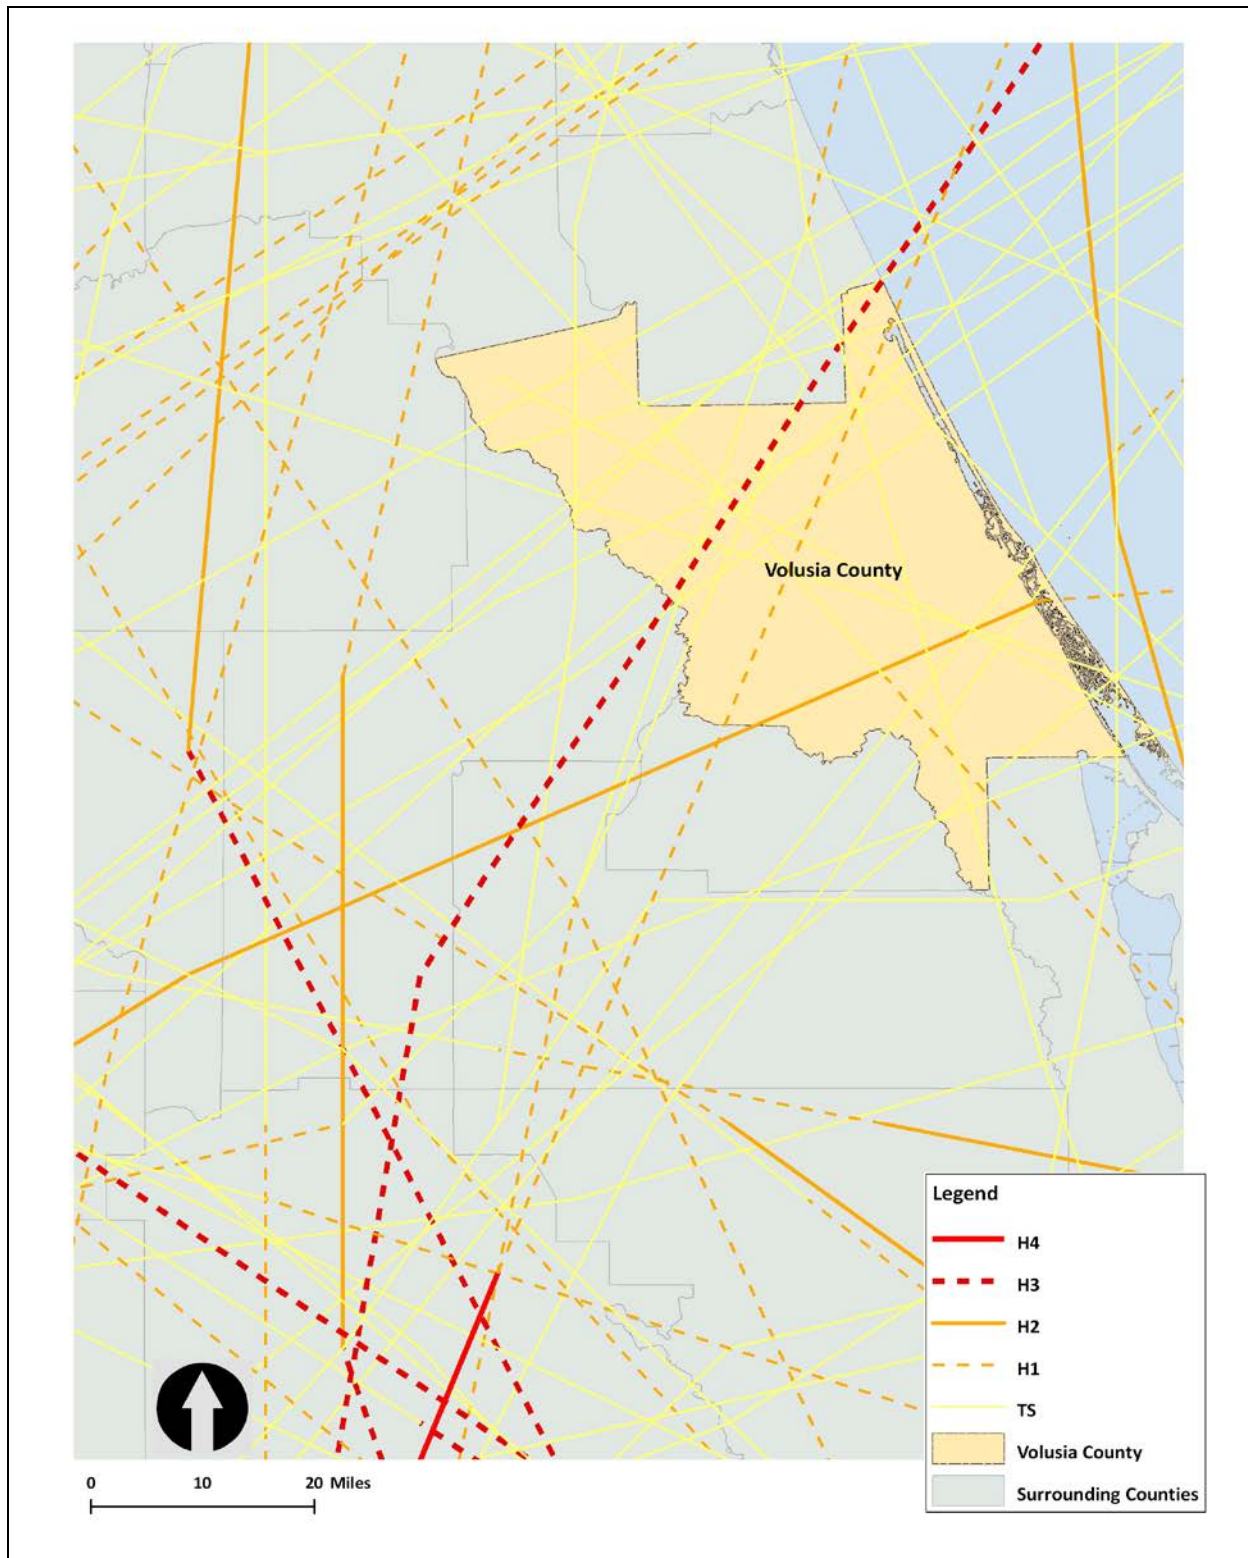 Volusia County
Legend
H4
H3
H2
H1
TS
Volusia County
Surrounding Counties
0 10 20 Miles